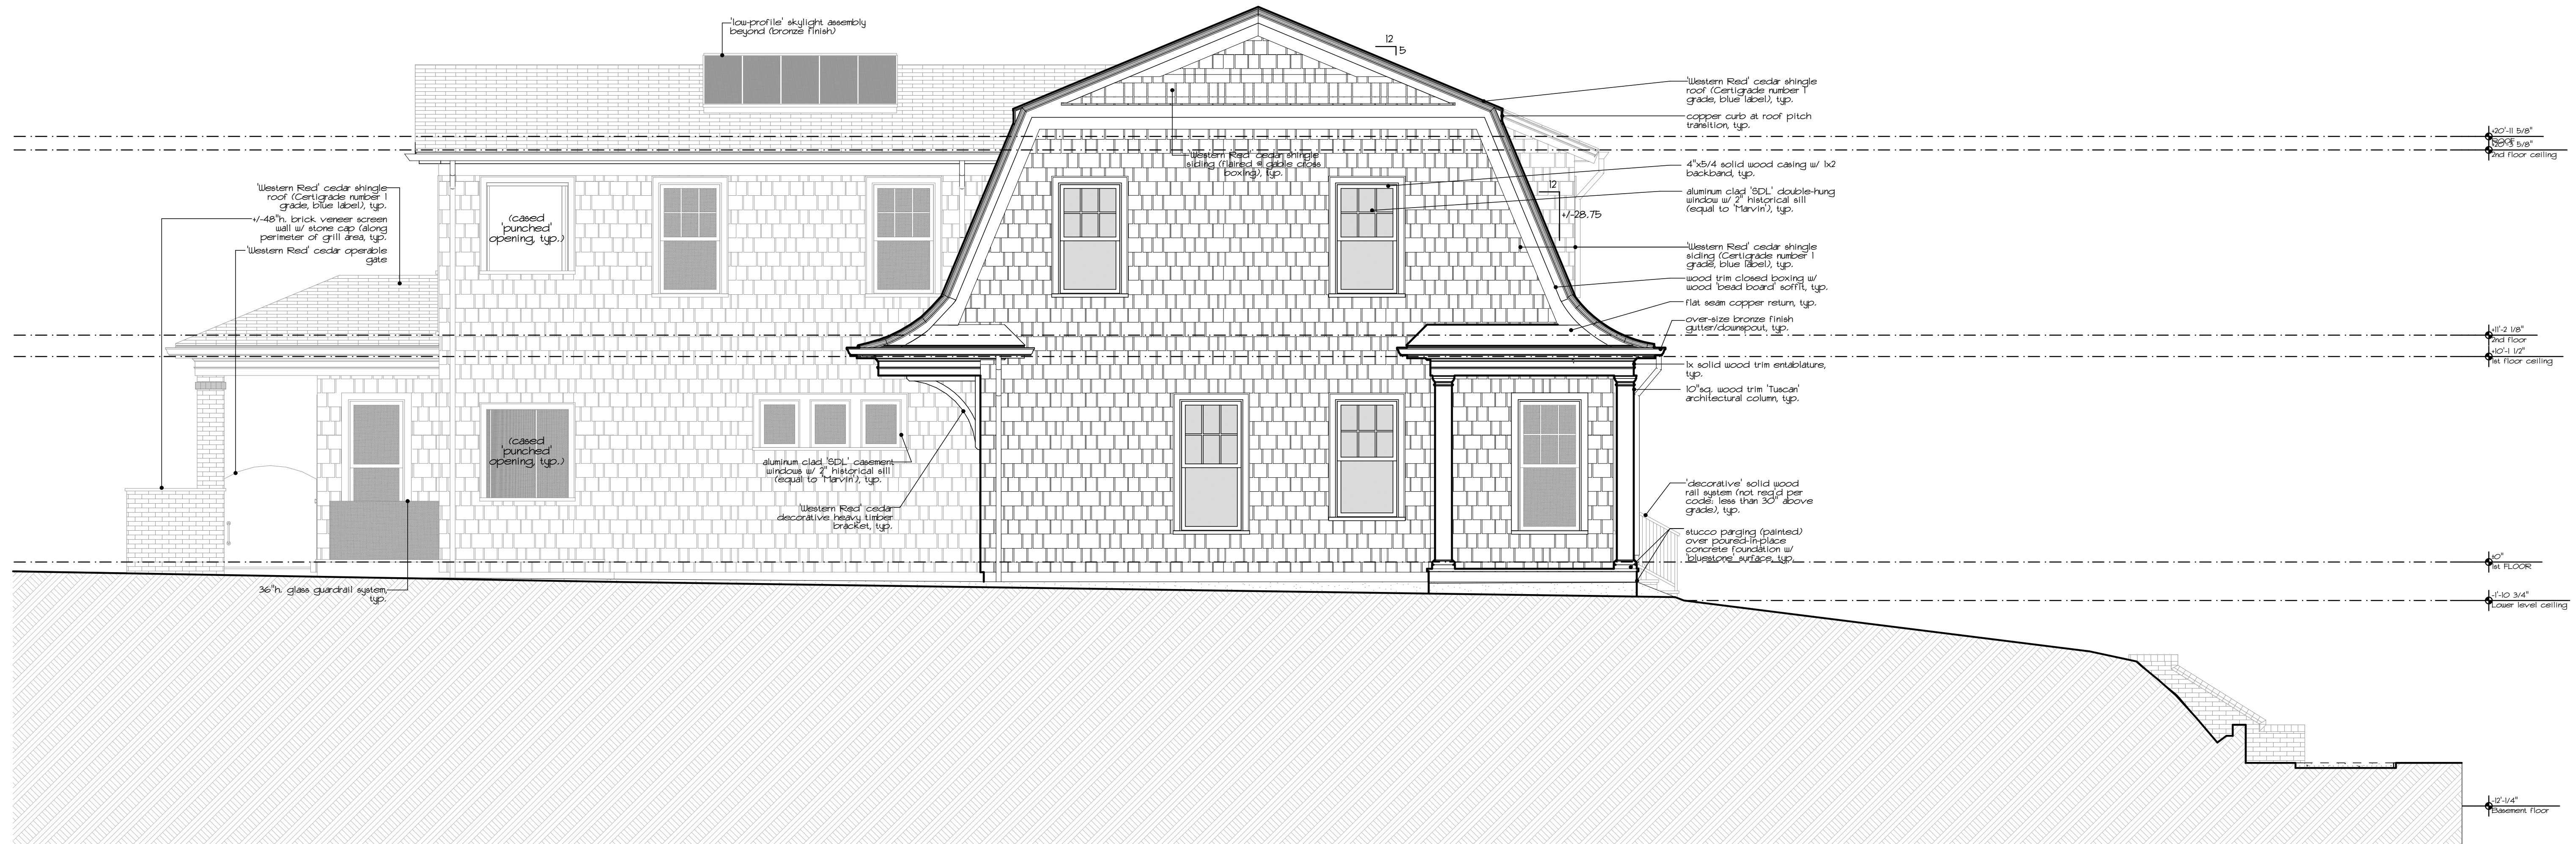 'low-profile' skylight assembly
beyond (bronze finish)
12
5
'Western Red' cedar shingle
roof (Certigrade number 1
grade, blue label), typ.
copper curb at roof pitch
transition, typ.
+20'-11 5/8"
ROOF
+20'-3 5/8"
2nd floor ceiling
'Western Red' cedar shingle
siding (flaired @ gable cross
boxing), typ.
4"x5/4 solid wood casing w/ 1x2
backband, typ.
12
+/-28.75
aluminum clad 'SDL' double-hung
window w/ 2" historical sill
(equal to 'Marvin'), typ.
'Western Red' cedar shingle
roof (Certigrade number 1
grade, blue label), typ.
+/-48"h. brick veneer screen
wall w/ stone cap (along
perimeter of grill area, typ.
'Western Red' cedar operable
gate
(cased
'punched'
opening, typ.)
'Western Red' cedar shingle
siding (Certigrade number 1
grade, blue label), typ.
wood trim closed boxing w/
wood 'bead board' soffit, typ.
flat seam copper return, typ.
over-size bronze finish
gutter/downspout, typ.
+11'-2 1/8"
2nd floor
+10'-1 1/2"
1st floor ceiling
1x solid wood trim entablature,
typ.
10"sq. wood trim 'Tuscan'
architectural column, typ.
(cased
'punched'
opening, typ.)
aluminum clad 'SDL' casement
windows w/ 2" historical sill
(equal to 'Marvin'), typ.
'Western Red' cedar
decorative heavy timber
bracket, typ.
'decorative' solid wood
rail system (not req'd per
code: less than 30" above
grade), typ.
stucco parging (painted)
over poured-in-place
concrete foundation w/
'bluestone' surface, typ.
±0"
1st FLOOR
36"h. glass guardrail system,
typ.
-1'-10 3/4"
Lower level ceiling
-12'-1/4"
Basement floor